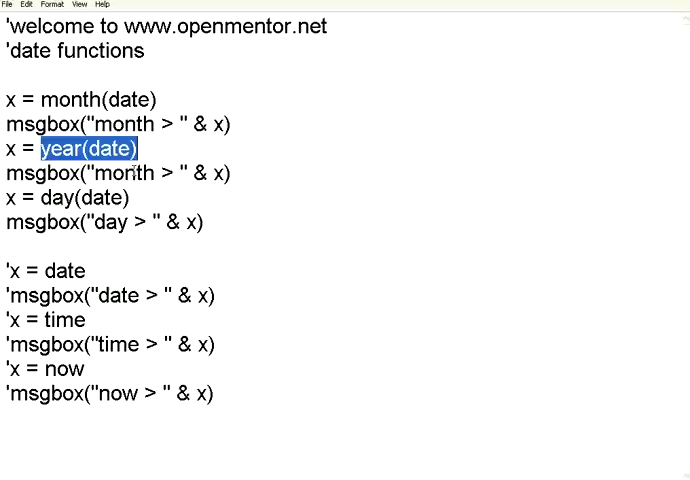 File Edit Format View Help
'welcome to www.openmentor.net
'date functions
x = month(date)
msgbox("month > " & x)
x = year(date)
msgbox("month > " & x)
x = day(date)
msgbox("day > " & x)
'x = date
'msgbox("date > " & x)
'x = time
'msgbox("time > " & x)
'x = now
'msgbox("now > " & x)